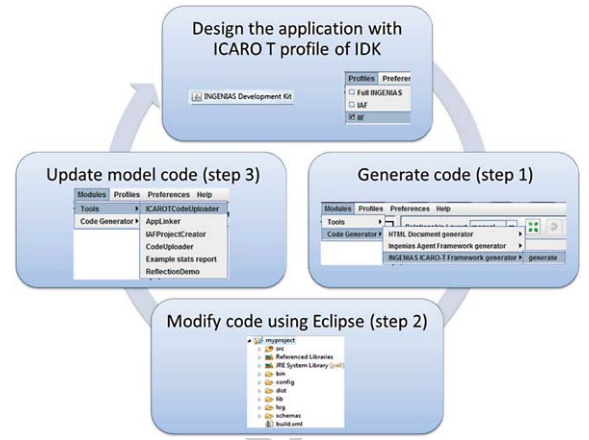 Design the application with
ICARO T profile of IDK
INGENIAS Development Kit
Profiles Prefer
Full INGENIAS
IAF
IIF
Update model code (step 3)
Modules Profiles Preferences Help
Tools ICAROTCodeUploader
Code Generator AppLinker
IAFProjectCreator
CodeUploader
Example stats report
ReflectionDemo
Generate code (step 1)
Modules Profiles Preferences Help
Tools
Code Generator HTML Document generator
Ingenias Agent Framework generator
INGENIAS ICARO-T Framework generator generate
Modify code using Eclipse (step 2)
myproject
src
Referenced Libraries
JRE System Library
bin
config
dist
lib
log
schemas
build.xml